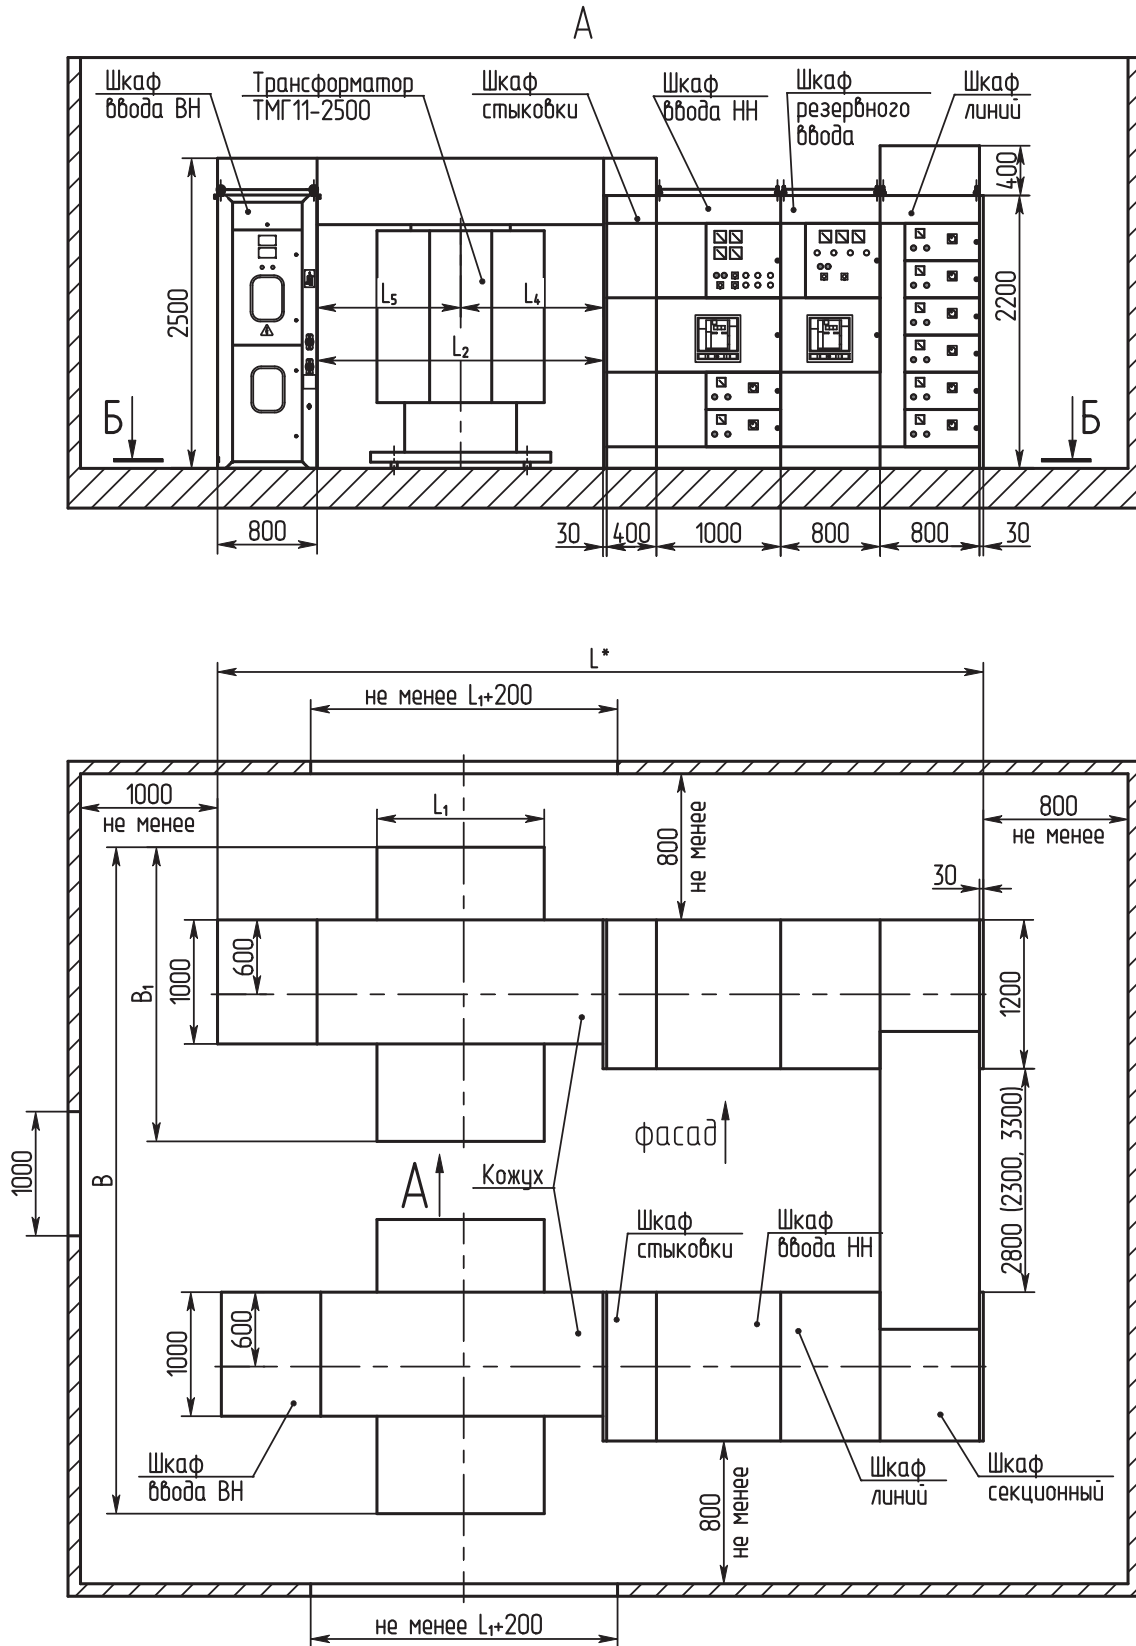 А
Шкаф
ввода ВН
Трансформатор
ТМГ11-2500
Шкаф
стыковки
Шкаф
ввода НН
Шкаф
резервного
ввода
Шкаф
линий
400
2500
L₅
L₄
L₂
2200
Б
Б
800
30
400
1000
800
800
30
L*
не менее L₁+200
1000
не менее
L₁
800
не менее
800
не менее
30
B
B₁
1000
600
1200
1000
фасад
А
Кожух
2800 (2300, 3300)
Шкаф
стыковки
Шкаф
ввода НН
1000
600
Шкаф
ввода ВН
800
не менее
Шкаф
линий
Шкаф
секционный
не менее L₁+200